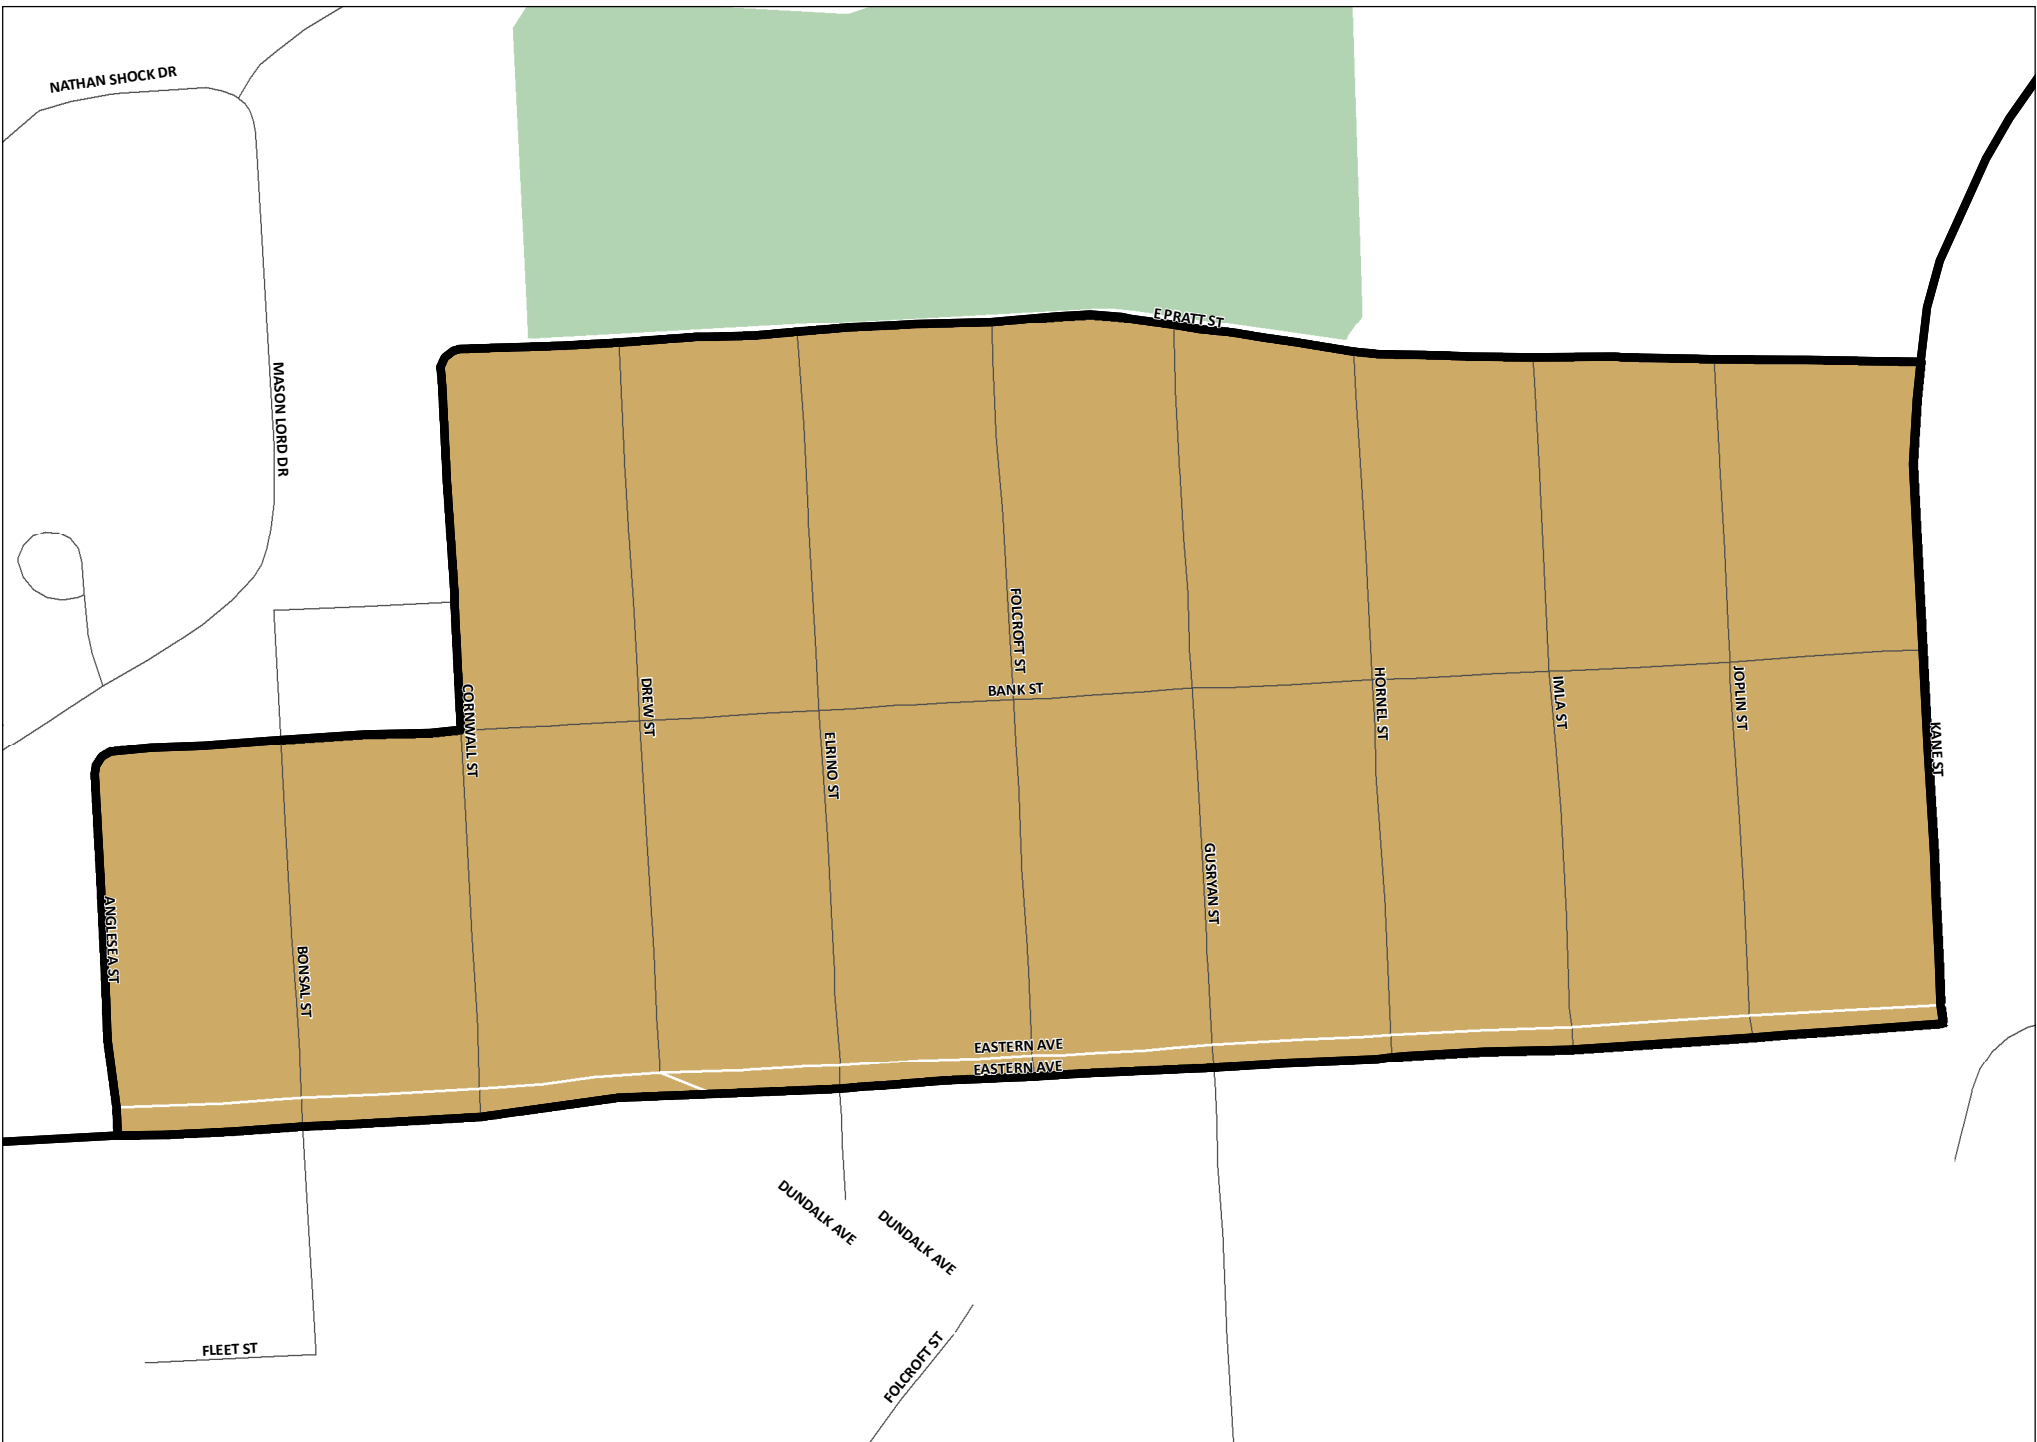 NATHAN SHOCK DR
E PRATT ST
MASON LORD DR
FOLCROFT ST
BANK ST
CORNWALL ST
DREW ST
ELRINO ST
HORNEL ST
IMLA ST
JOPLIN ST
KANE ST
GUSRYAN ST
ANGLESEA ST
BONSAL ST
EASTERN AVE
EASTERN AVE
DUNDALK AVE
DUNDALK AVE
FLEET ST
FOLCROFT ST